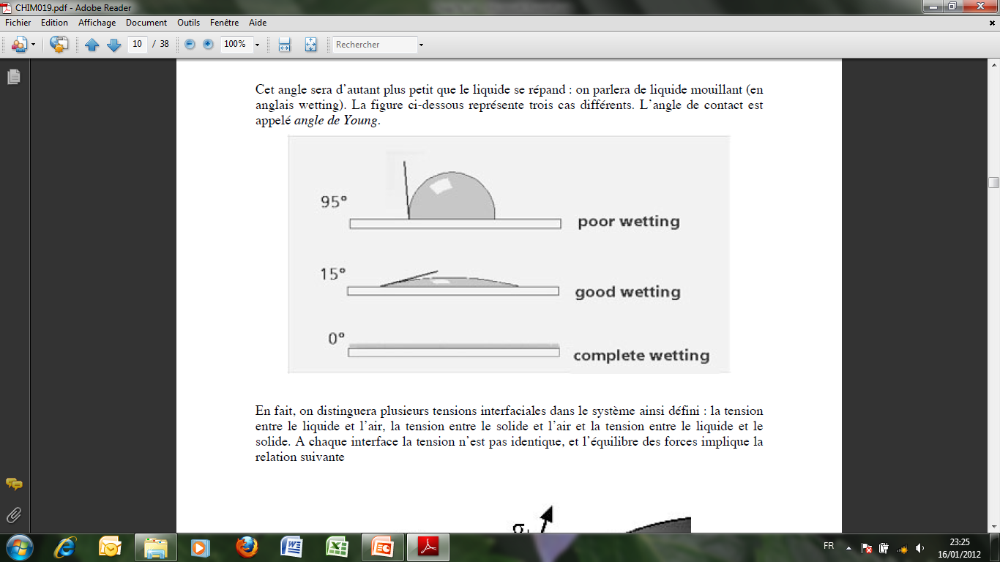 CHIM019.pdf - Adobe Reader
Fichier Edition Affichage Document Outils Fenêtre Aide
10 / 38 100% Rechercher
Cet angle sera d’autant plus petit que le liquide se répand : on parlera de liquide mouillant (en
anglais wetting). La figure ci-dessous représente trois cas différents. L’angle de contact est
appelé angle de Young.
95°
poor wetting
15°
good wetting
0°
complete wetting
En fait, on distinguera plusieurs tensions interfaciales dans le système ainsi défini : la tension
entre le liquide et l’air, la tension entre le solide et l’air et la tension entre le liquide et le
solide. A chaque interface la tension n’est pas identique, et l’équilibre des forces implique la
relation suivante
FR
23:25
16/01/2012